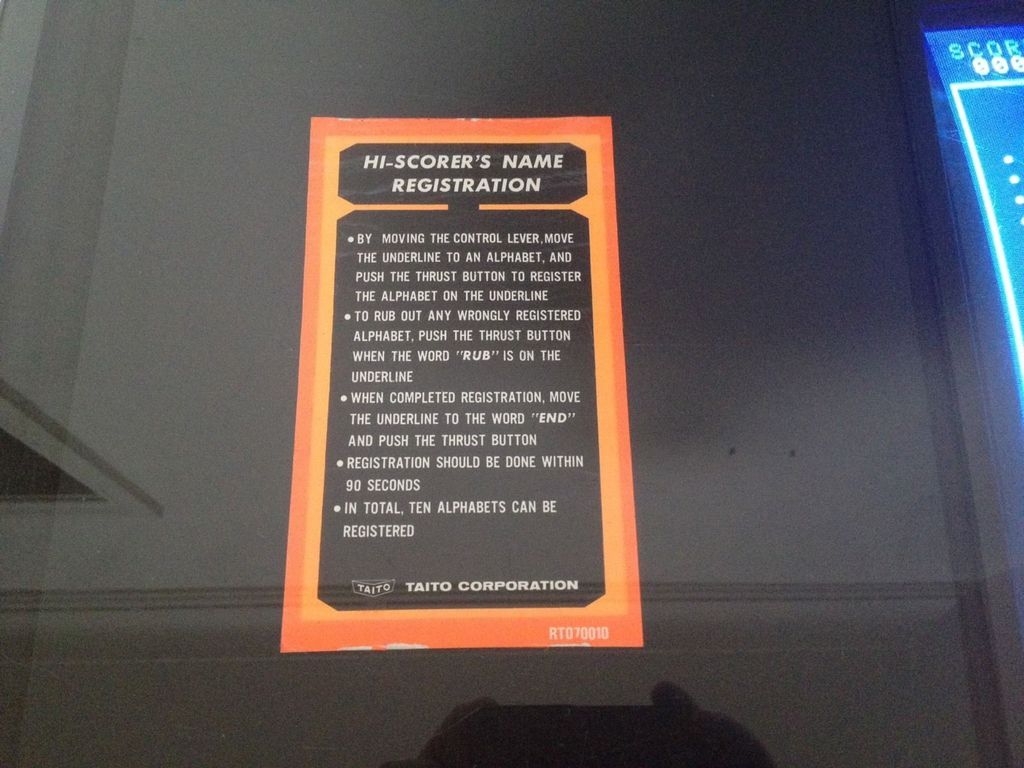 HI-SCORER'S NAME
REGISTRATION
• BY MOVING THE CONTROL LEVER, MOVE
THE UNDERLINE TO AN ALPHABET, AND
PUSH THE THRUST BUTTON TO REGISTER
THE ALPHABET ON THE UNDERLINE
• TO RUB OUT ANY WRONGLY REGISTERED
ALPHABET, PUSH THE THRUST BUTTON
WHEN THE WORD "RUB" IS ON THE
UNDERLINE
• WHEN COMPLETED REGISTRATION, MOVE
THE UNDERLINE TO THE WORD "END"
AND PUSH THE THRUST BUTTON
• REGISTRATION SHOULD BE DONE WITHIN
90 SECONDS
• IN TOTAL, TEN ALPHABETS CAN BE
REGISTERED
TAITO TAITO CORPORATION
RT070010
SCOR
000